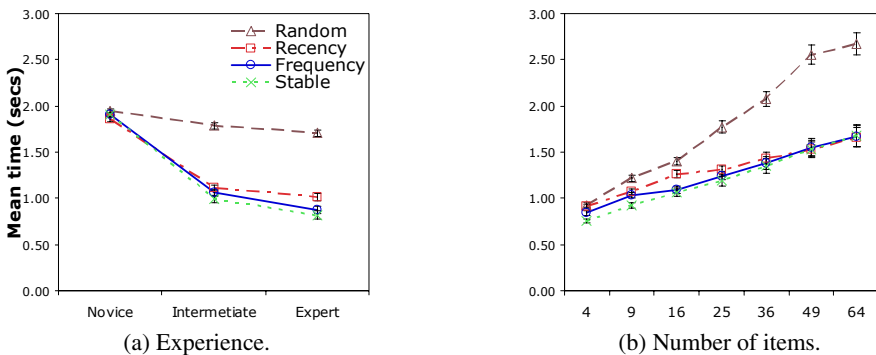 3.00
2.50
2.00
1.50
1.00
0.50
0.00
Mean time (secs)
Random
Recency
Frequency
Stable
Novice Intermetiate Expert
(a) Experience.
3.00
2.50
2.00
1.50
1.00
0.50
0.00
4 9 16 25 36 49 64
(b) Number of items.